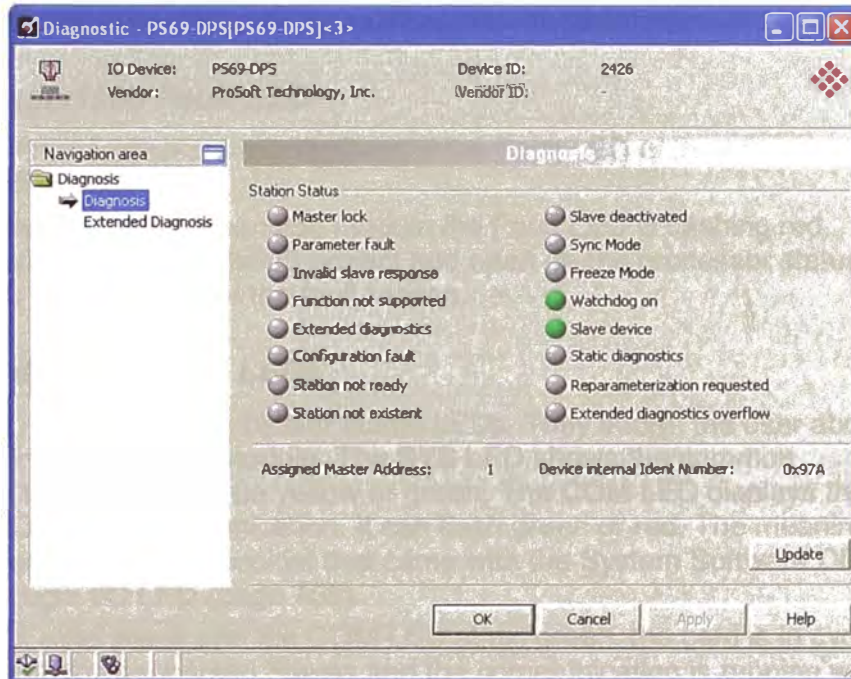 Diagnostic - PS69-DPS[PS69-DPS]<3>
IO Device: PS69-DPS Device ID: 2426
Vendor: ProSoft Technology, Inc. Vendor ID: -
Navigation area
Diagnosis
Diagnosis
Extended Diagnosis
Diagnosis
Station Status
Master lock
Parameter fault
Invalid slave response
Function not supported
Extended diagnostics
Configuration fault
Station not ready
Station not existent
Slave deactivated
Sync Mode
Freeze Mode
Watchdog on
Slave device
Static diagnostics
Reparameterization requested
Extended diagnostics overflow
Assigned Master Address: 1 Device internal Ident Number: 0x97A
Update
OK Cancel Apply Help